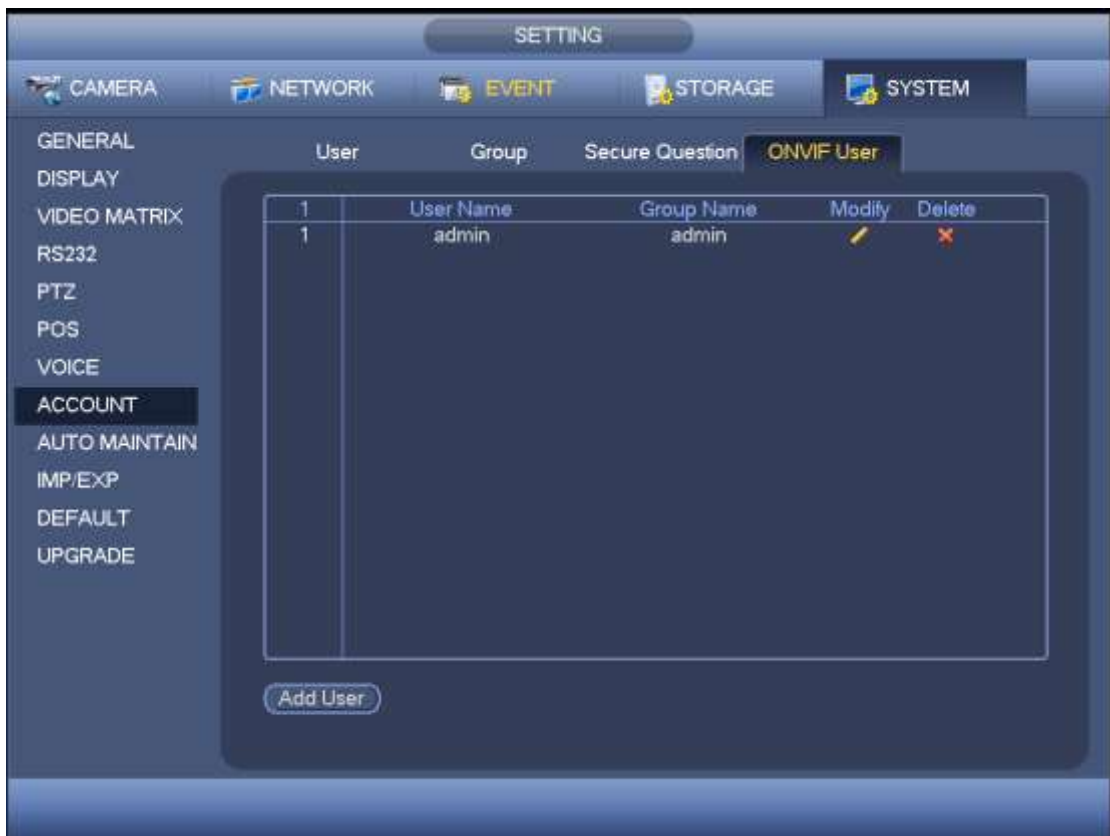 SETTING
CAMERA NETWORK EVENT STORAGE SYSTEM
GENERAL
DISPLAY
VIDEO MATRIX
RS232
PTZ
POS
VOICE
ACCOUNT
AUTO MAINTAIN
IMP/EXP
DEFAULT
UPGRADE
User Group Secure Question ONVIF User
1 User Name Group Name Modify Delete
1 admin admin
Add User